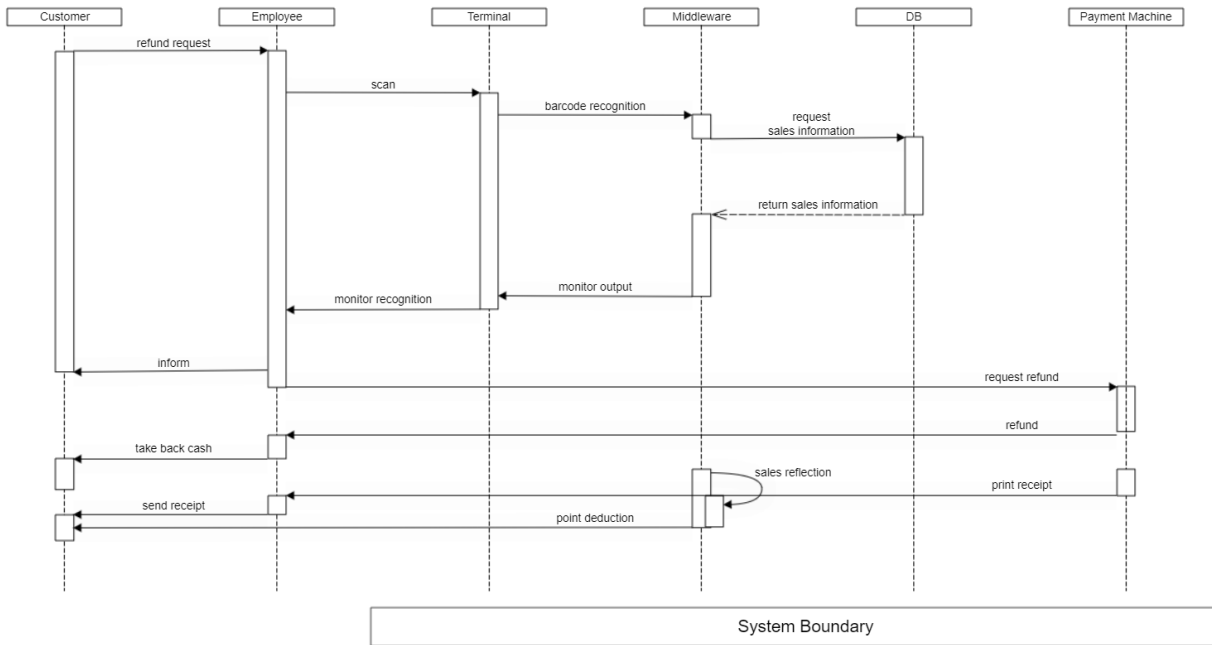 Customer
Employee
Terminal
Middleware
DB
Payment Machine
refund request
scan
barcode recognition
request
sales information
return sales information
monitor output
monitor recognition
inform
request refund
refund
take back cash
sales reflection
print receipt
send receipt
point deduction
System Boundary